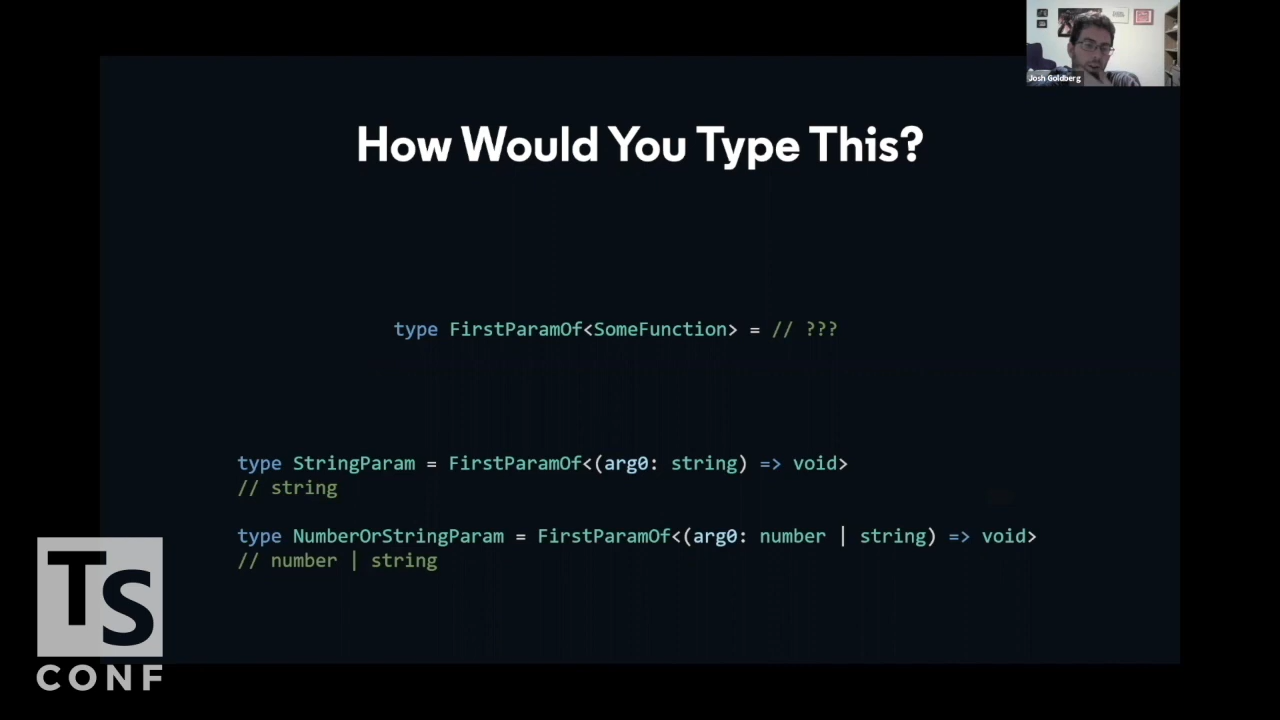 Josh Goldberg
How Would You Type This?
type FirstParamOf<SomeFunction> = // ???
type StringParam = FirstParamOf<(arg0: string) => void>
// string
type NumberOrStringParam = FirstParamOf<(arg0: number | string) => void>
// number | string
TS
CONF